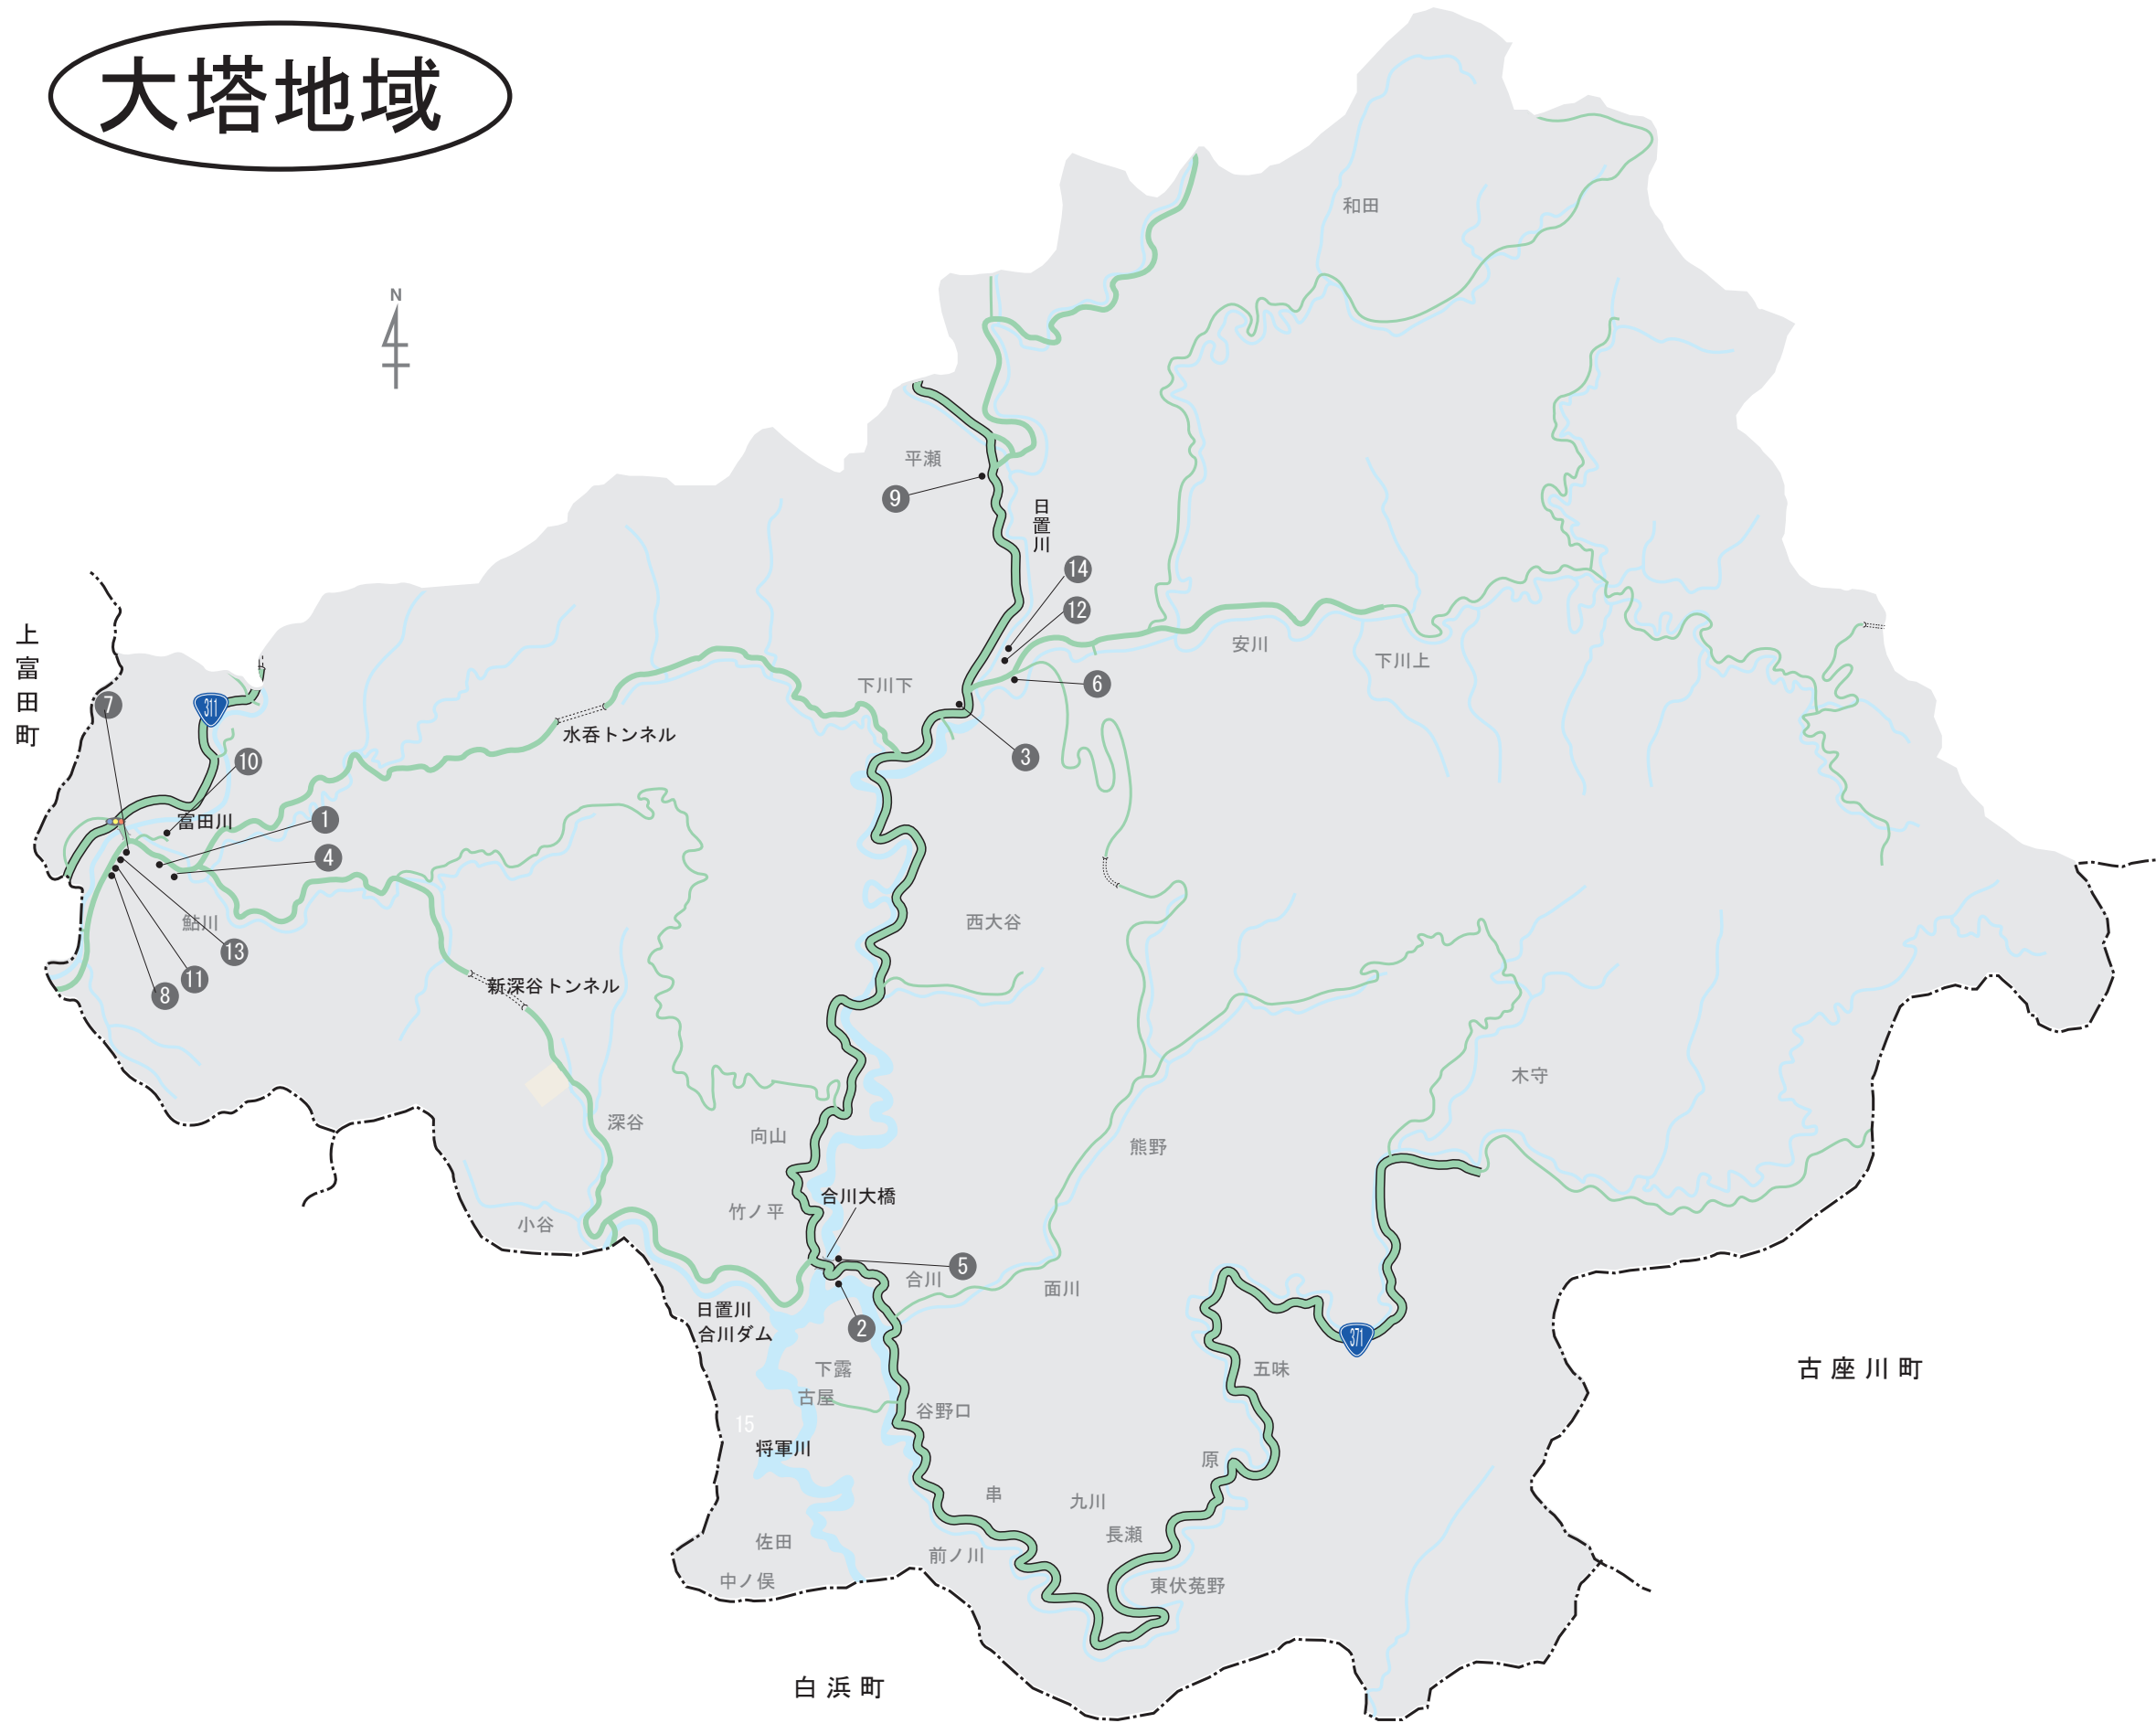 大塔地域
和田
N
平瀬
9
日置川
14
12
上富田町
安川
下川上
6
下川下
7
311
水呑トンネル
3
10
富田川
1
4
鮎川
西大谷
13
11
新深谷トンネル
8
木守
深谷
向山
熊野
合川大橋
竹ノ平
小谷
5
合川
面川
日置川
合川ダム
2
371
下露
五味
古座川町
古屋
谷野口
15
将軍川
原
串
九川
長瀬
佐田
前ノ川
中ノ俣
東伏菟野
白浜町